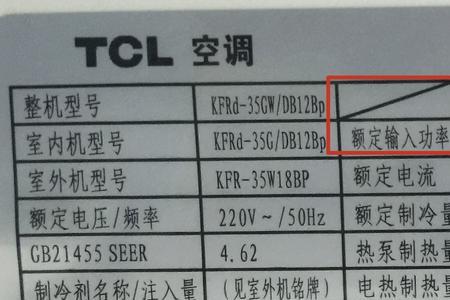 TCL 空调
整机型号 KFRd-35GW/DB12Bp
室内机型号 KFRd-35G/DB12Bp 额定输入功率
室外机型号 KFR-35W18BP 额定电流
额定电压/频率 220V~/50Hz 额定制冷量
GB21455 SEER 4.62 热泵制热量
制冷剂名称/注入量 (见室外机铭牌) 电热制热量